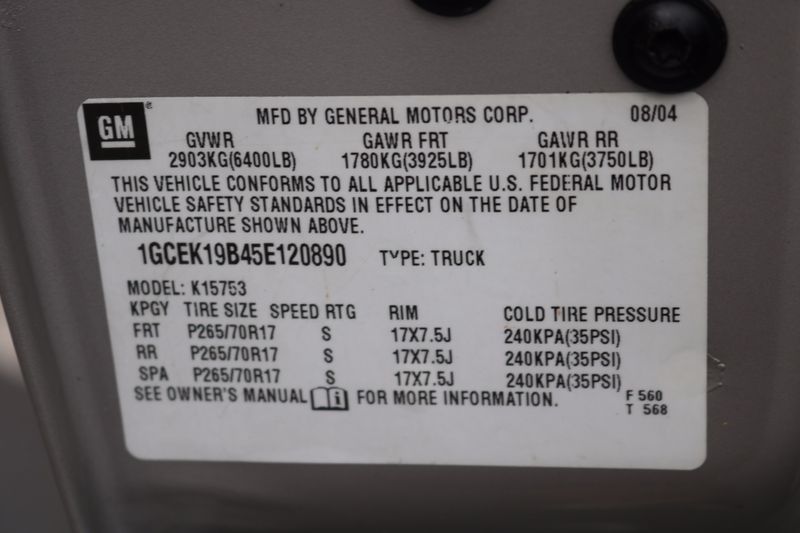 GM MFD BY GENERAL MOTORS CORP. 08/04
GVWR GAWR FRT GAWR RR
2903KG(6400LB) 1780KG(3925LB) 1701KG(3750LB)
THIS VEHICLE CONFORMS TO ALL APPLICABLE U.S. FEDERAL MOTOR
VEHICLE SAFETY STANDARDS IN EFFECT ON THE DATE OF
MANUFACTURE SHOWN ABOVE.
1GCEK19B45E120890 TYPE: TRUCK
MODEL: K15753
KPGY TIRE SIZE SPEED RTG RIM COLD TIRE PRESSURE
FRT P265/70R17 S 17X7.5J 240KPA(35PSI)
RR P265/70R17 S 17X7.5J 240KPA(35PSI)
SPA P265/70R17 S 17X7.5J 240KPA(35PSI)
SEE OWNER'S MANUAL i FOR MORE INFORMATION. F 560
T 568